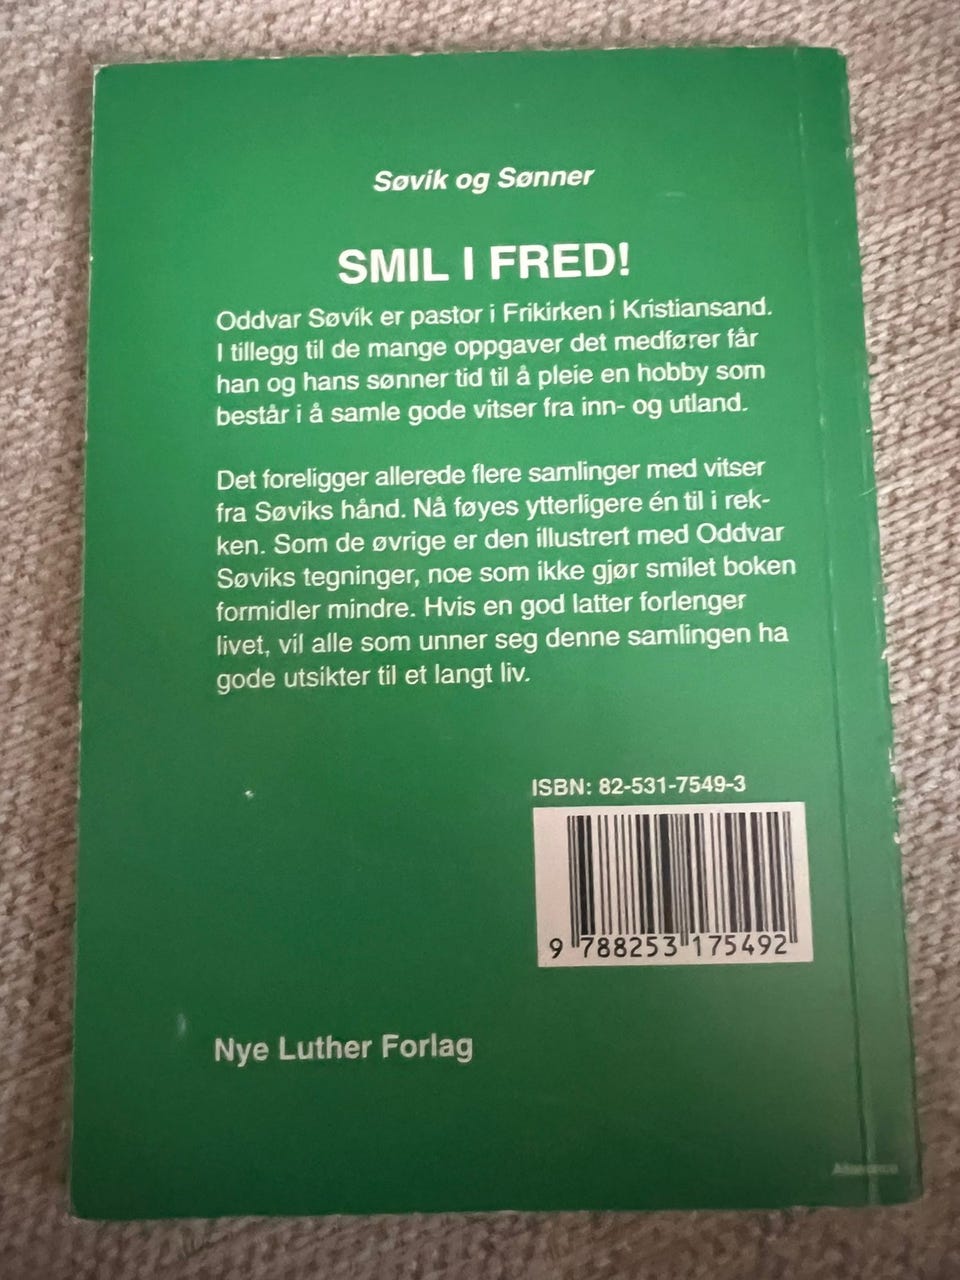 Søvik og Sønner
SMIL I FRED!
Oddvar Søvik er pastor i Frikirken i Kristiansand.
I tillegg til de mange oppgaver det medfører får
han og hans sønner tid til å pleie en hobby som
består i å samle gode vitser fra inn- og utland.
Det foreligger allerede flere samlinger med vitser
fra Søviks hånd. Nå føyes ytterligere én til i rek-
ken. Som de øvrige er den illustrert med Oddvar
Søviks tegninger, noe som ikke gjør smilet boken
formidler mindre. Hvis en god latter forlenger
livet, vil alle som unner seg denne samlingen ha
gode utsikter til et langt liv.
ISBN: 82-531-7549-3
9 788253 175492
Nye Luther Forlag